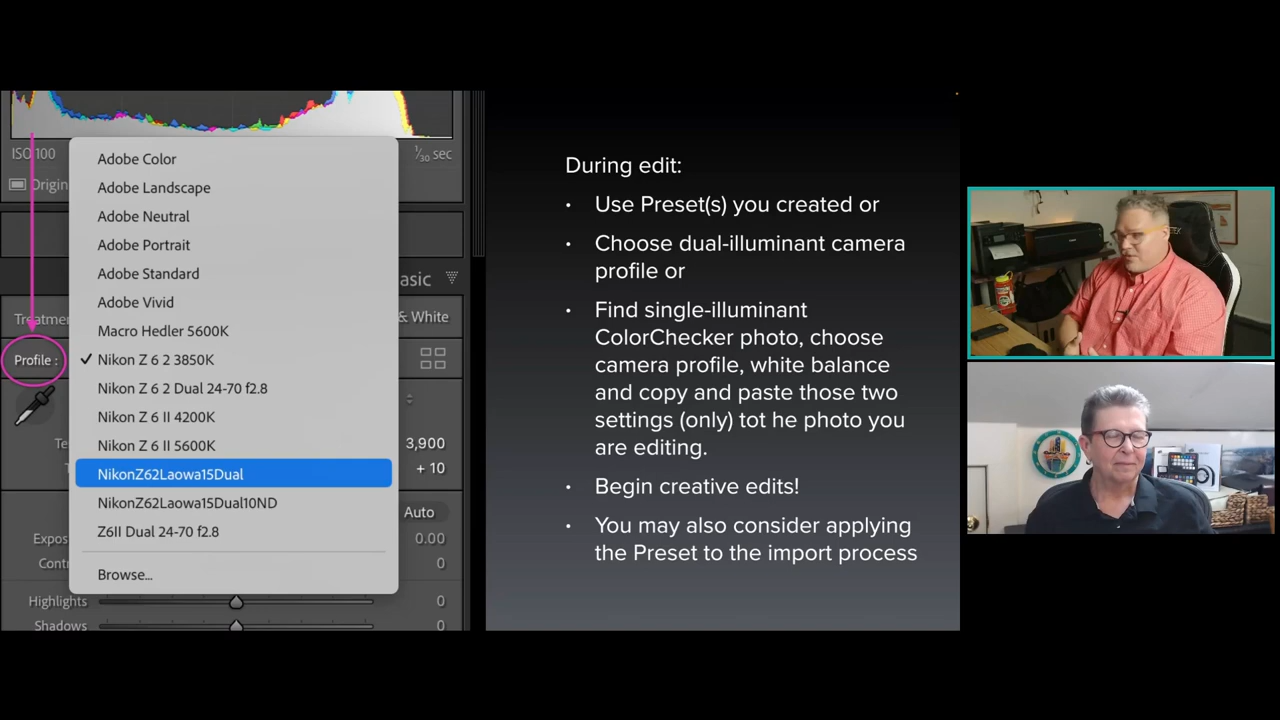 ISO 100
1/30 sec
Origin
Adobe Color
Adobe Landscape
Adobe Neutral
Adobe Portrait
Adobe Standard
Adobe Vivid
Macro Hedler 5600K
Nikon Z 6 2 3850K
Nikon Z 6 2 Dual 24-70 f2.8
Nikon Z 6 II 4200K
Nikon Z 6 II 5600K
NikonZ62Laowa15Dual
NikonZ62Laowa15Dual10ND
Z6II Dual 24-70 f2.8
Browse...
asic
Treatmen
& White
Profile :
Te
3,900
T
+ 10
Auto
Expos
0.00
Contr
0
Highlights
0
Shadows
0
During edit:
• Use Preset(s) you created or
• Choose dual-illuminant camera
profile or
• Find single-illuminant
ColorChecker photo, choose
camera profile, white balance
and copy and paste those two
settings (only) tot he photo you
are editing.
• Begin creative edits!
• You may also consider applying
the Preset to the import process